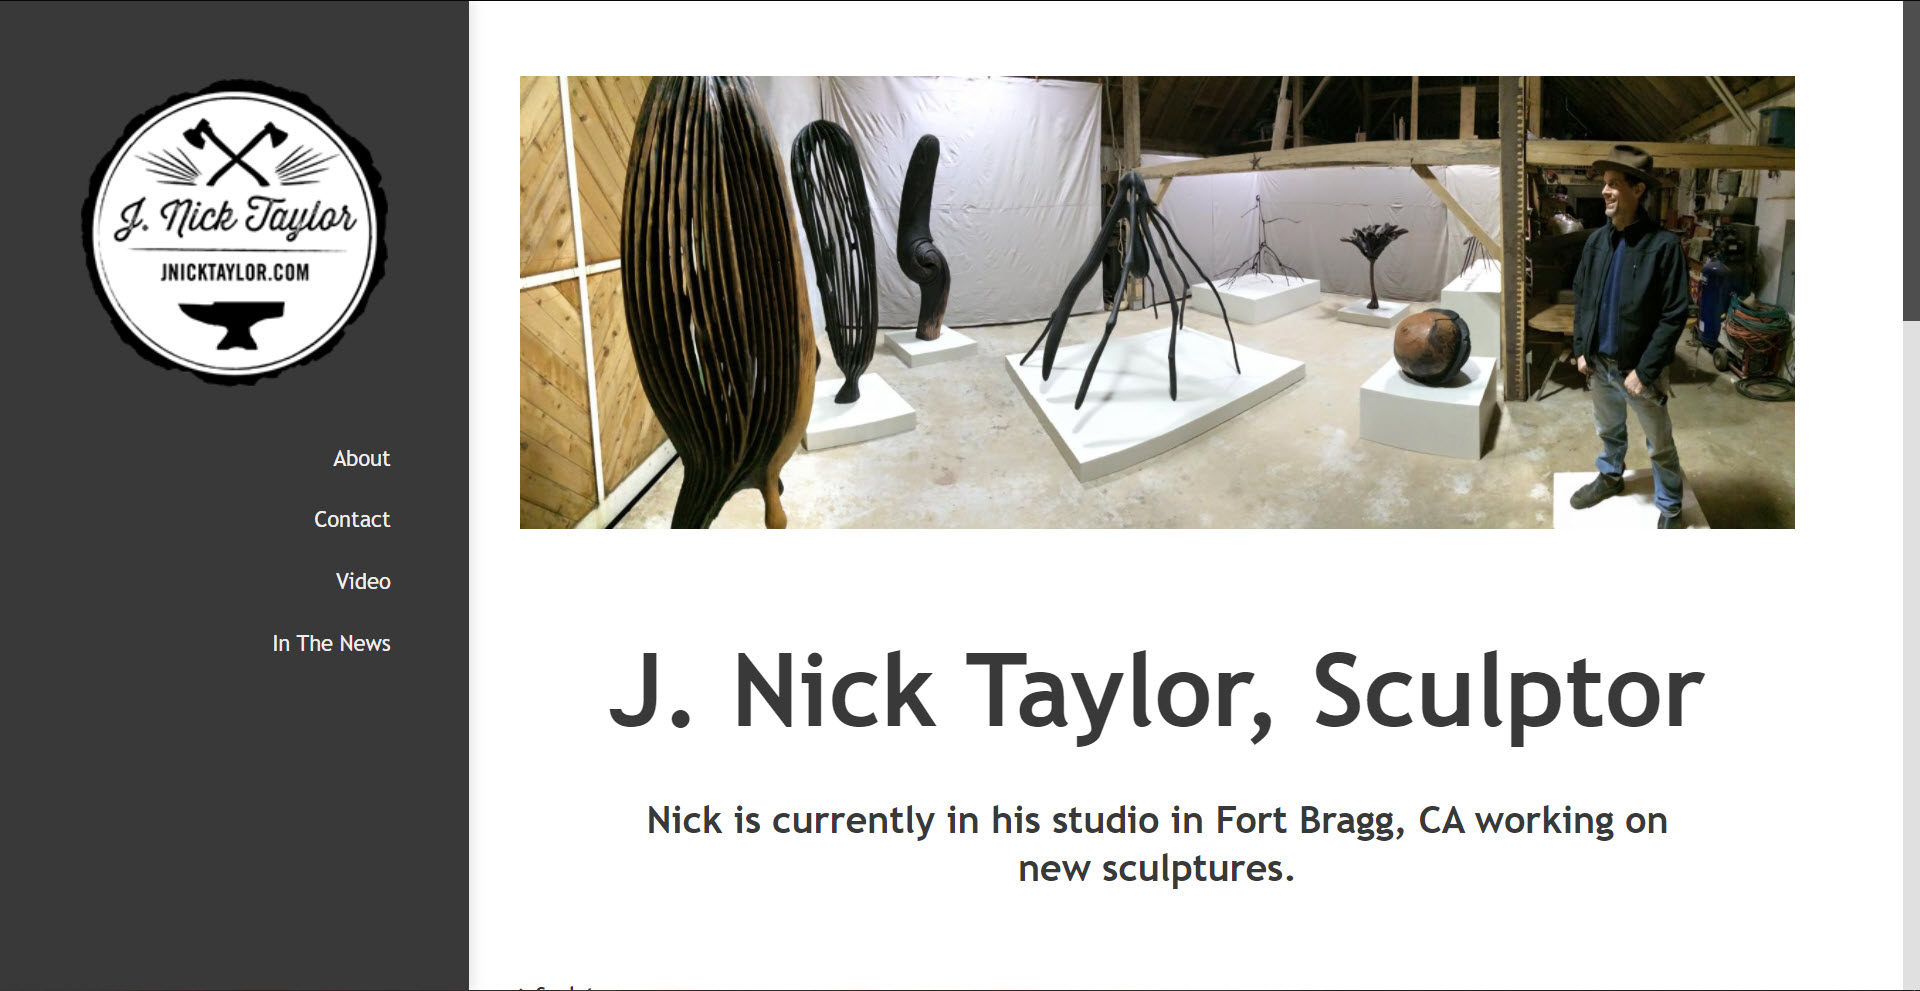 J. Nick Taylor
JNICKTAYLOR.COM
About
Contact
Video
In The News
J. Nick Taylor, Sculptor
Nick is currently in his studio in Fort Bragg, CA working on
new sculptures.